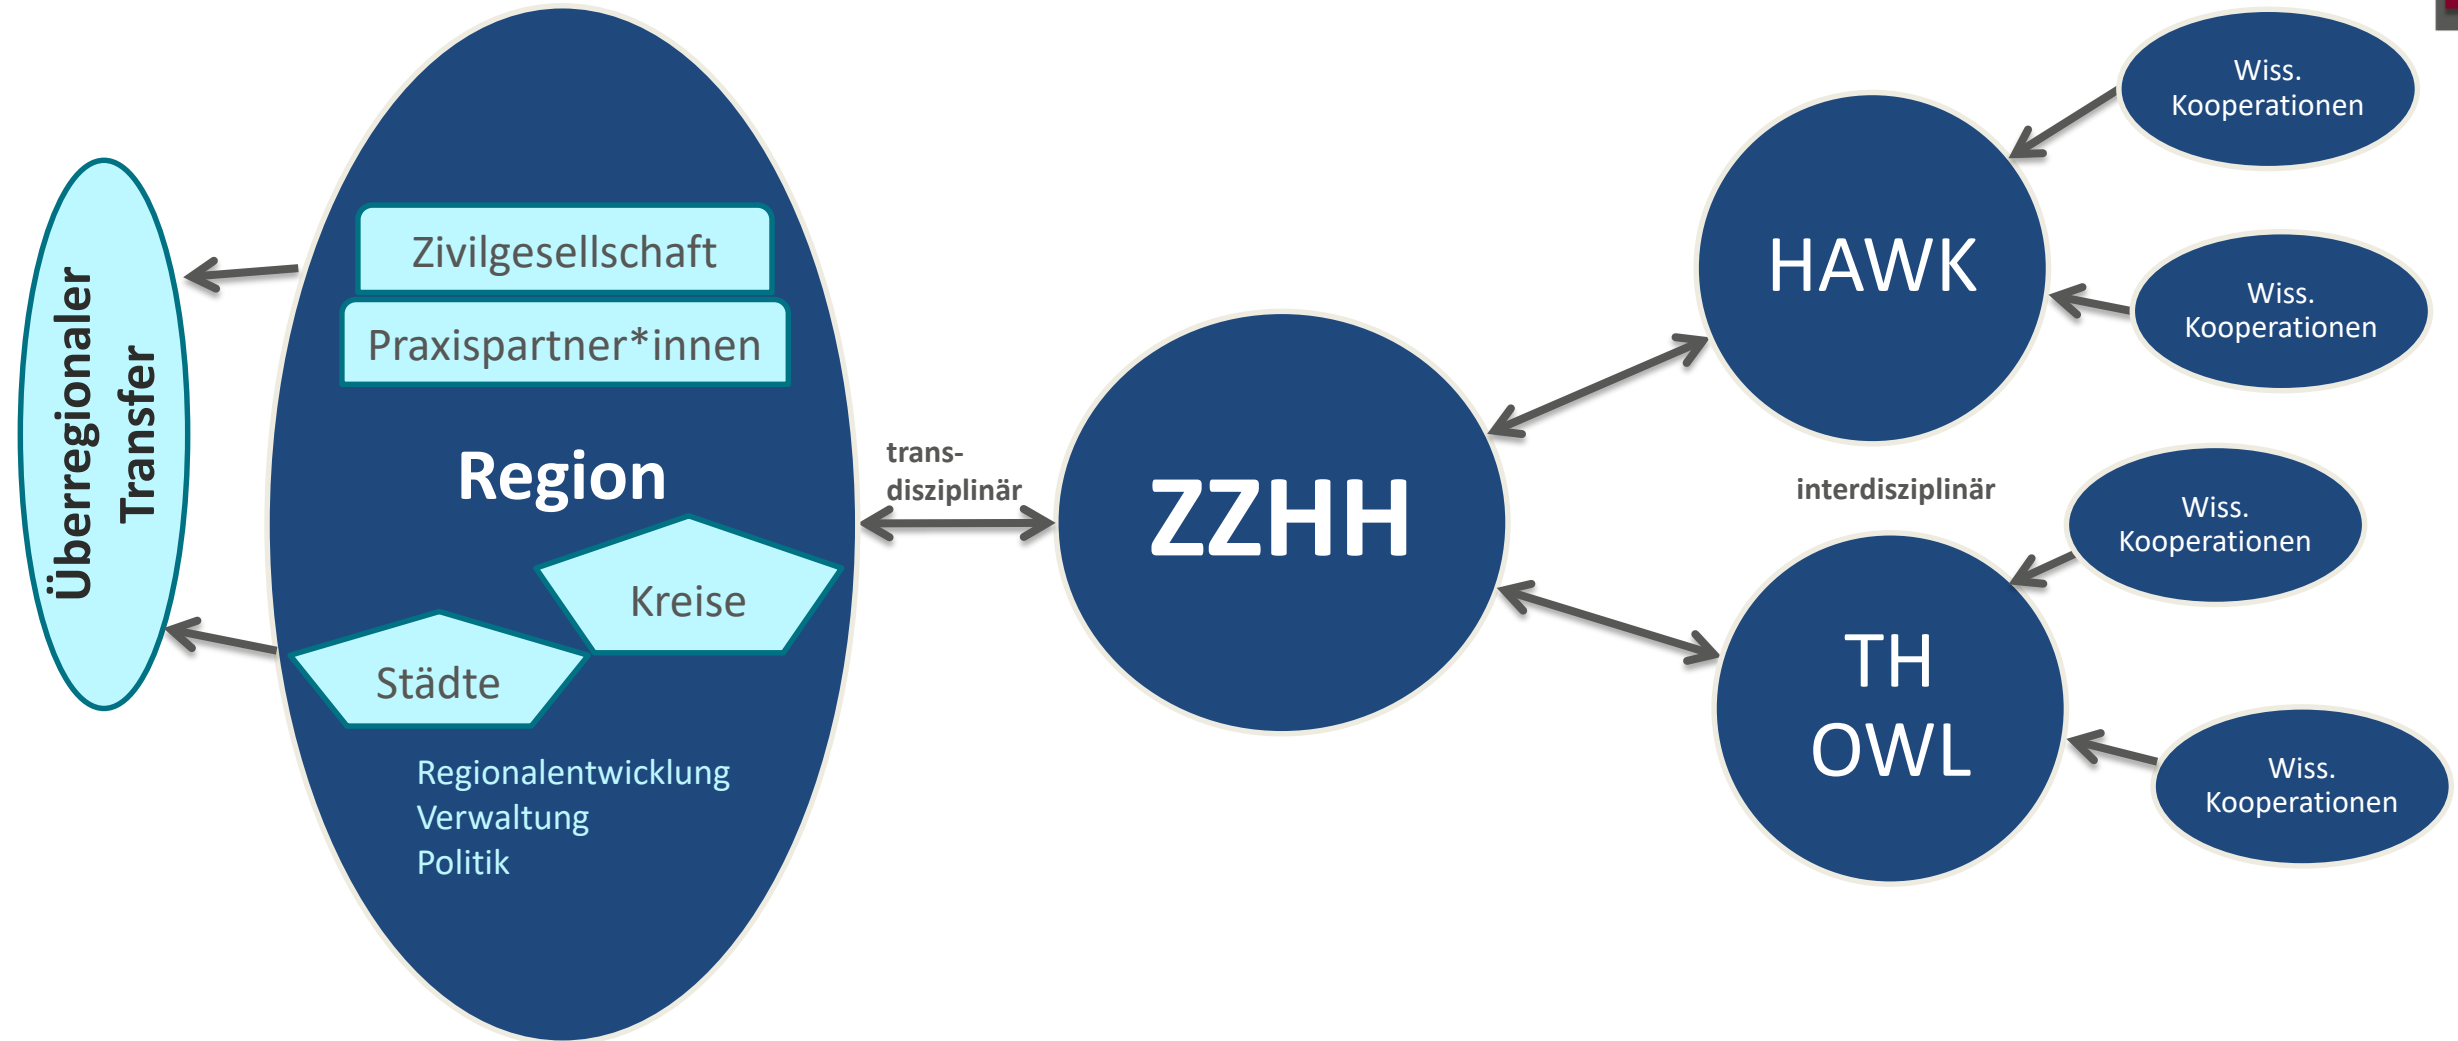 Überregionaler
Transfer
Zivilgesellschaft
Praxispartner*innen
Region
Kreise
Städte
Regionalentwicklung
Verwaltung
Politik
trans-
disziplinär
ZZHH
HAWK
interdisziplinär
TH
OWL
Wiss.
Kooperationen
Wiss.
Kooperationen
Wiss.
Kooperationen
Wiss.
Kooperationen